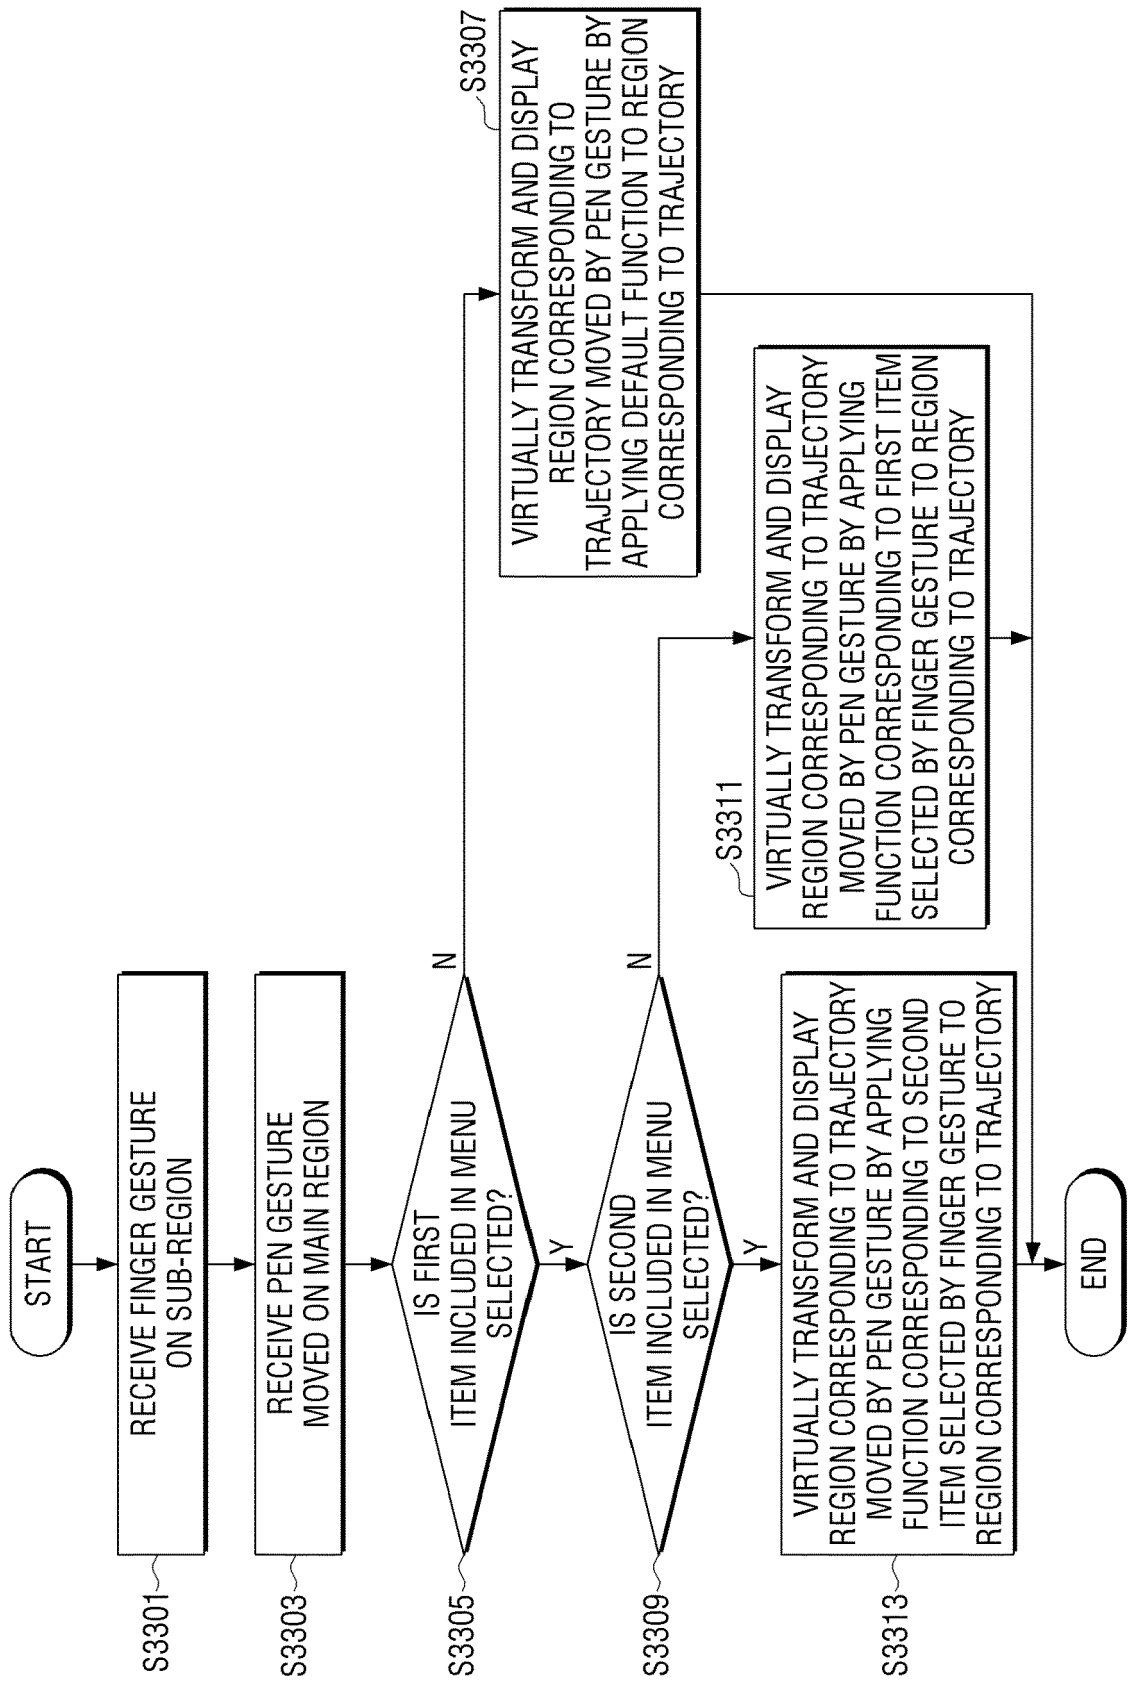 START
S3301
RECEIVE FINGER GESTURE
ON SUB-REGION
S3303
RECEIVE PEN GESTURE
MOVED ON MAIN REGION
S3305
IS FIRST
ITEM INCLUDED IN MENU
SELECTED?
N
Y
S3307
VIRTUALLY TRANSFORM AND DISPLAY
REGION CORRESPONDING TO
TRAJECTORY MOVED BY PEN GESTURE BY
APPLYING DEFAULT FUNCTION TO REGION
CORRESPONDING TO TRAJECTORY
S3309
IS SECOND
ITEM INCLUDED IN MENU
SELECTED?
N
Y
S3311
VIRTUALLY TRANSFORM AND DISPLAY
REGION CORRESPONDING TO TRAJECTORY
MOVED BY PEN GESTURE BY APPLYING
FUNCTION CORRESPONDING TO FIRST ITEM
SELECTED BY FINGER GESTURE TO REGION
CORRESPONDING TO TRAJECTORY
S3313
VIRTUALLY TRANSFORM AND DISPLAY
REGION CORRESPONDING TO TRAJECTORY
MOVED BY PEN GESTURE BY APPLYING
FUNCTION CORRESPONDING TO SECOND
ITEM SELECTED BY FINGER GESTURE TO
REGION CORRESPONDING TO TRAJECTORY
END